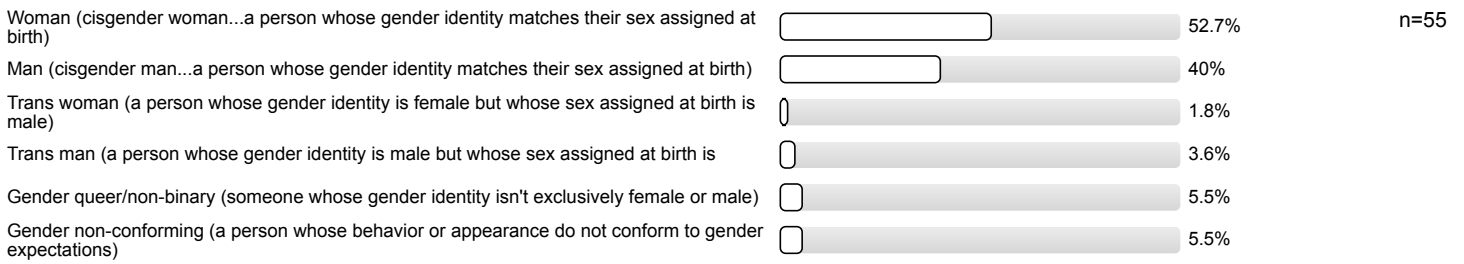 Woman (cisgender woman...a person whose gender identity matches their sex assigned at
birth)
52.7%
n=55
Man (cisgender man...a person whose gender identity matches their sex assigned at birth)
40%
Trans woman (a person whose gender identity is female but whose sex assigned at birth is
male)
1.8%
Trans man (a person whose gender identity is male but whose sex assigned at birth is
3.6%
Gender queer/non-binary (someone whose gender identity isn't exclusively female or male)
5.5%
Gender non-conforming (a person whose behavior or appearance do not conform to gender
expectations)
5.5%